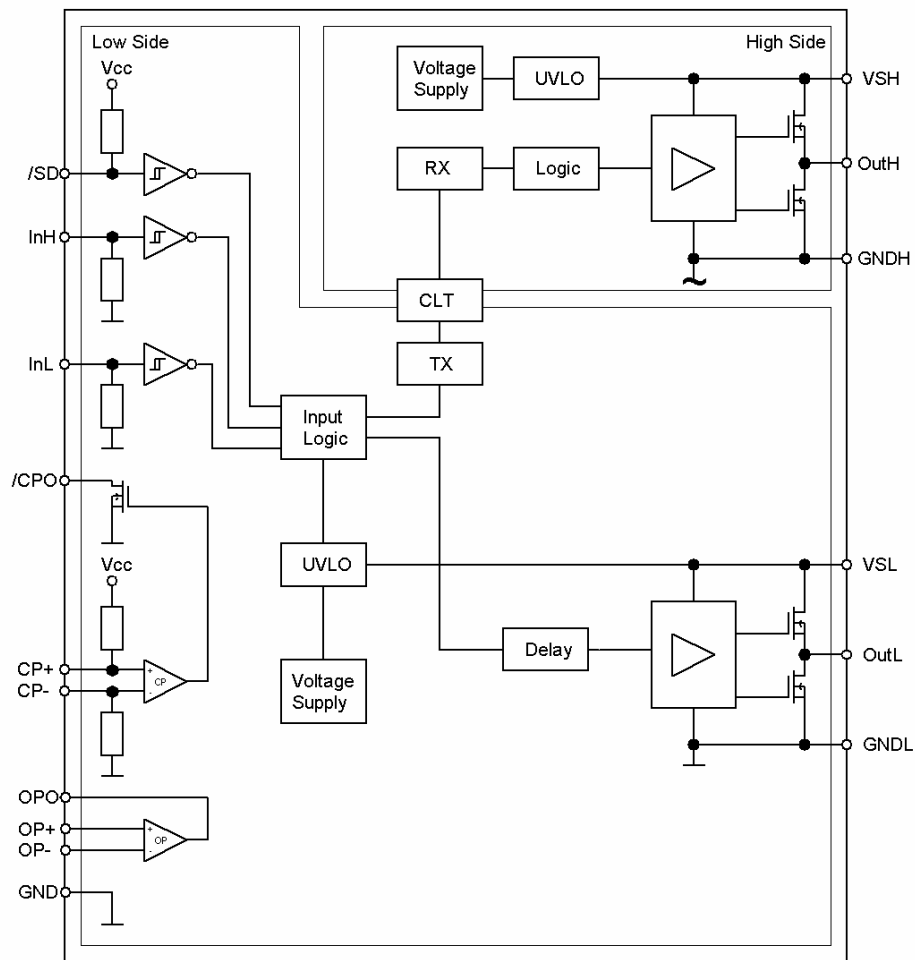 Low Side
High Side
Vcc
Voltage
Supply
UVLO
VSH
/SD
RX
Logic
OutH
InH
GNDH
CLT
InL
TX
Input
Logic
/CPO
Vcc
UVLO
VSL
Delay
OutL
CP+
CP-
+
-
CP
Voltage
Supply
GNDL
OPO
OP+
OP-
+
-
OP
GND